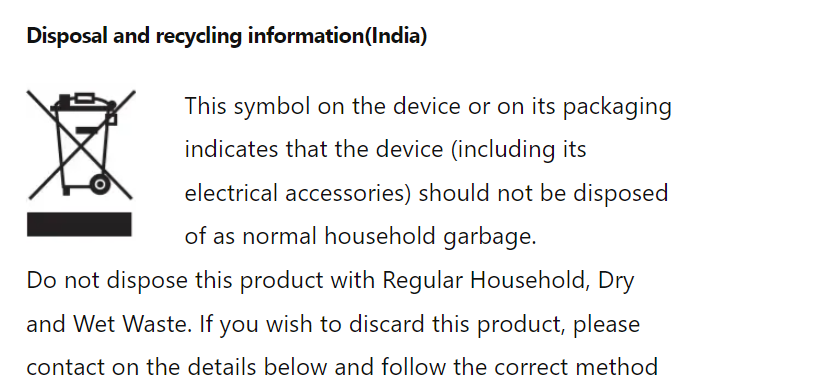 Disposal and recycling information(India)
This symbol on the device or on its packaging
indicates that the device (including its
electrical accessories) should not be disposed
of as normal household garbage.
Do not dispose this product with Regular Household, Dry
and Wet Waste. If you wish to discard this product, please
contact on the details below and follow the correct method